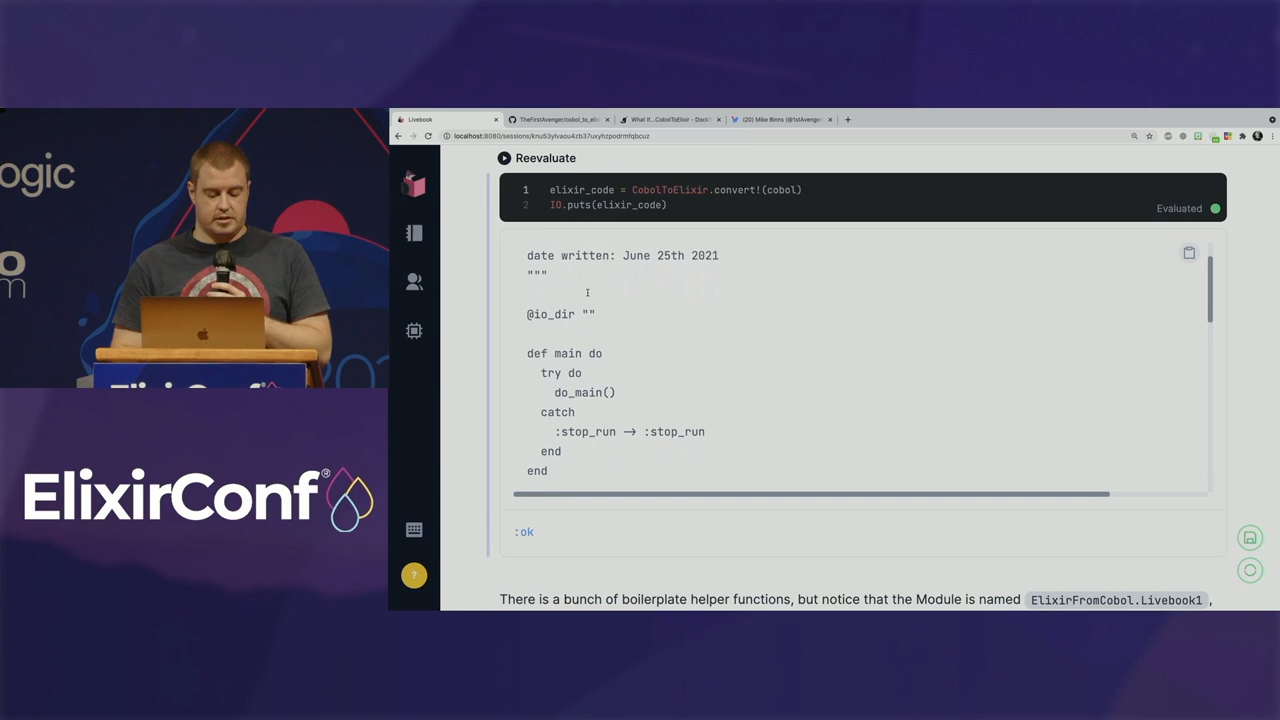 ogic
o
m
ElixirConf®
Livebook
TheFirstAvenger/cobol_to_elix
What If...CobolToElixir - Dock
(20) Mike Binns (@1stAvenge
localhost:8080/sessions/knu53ylvaou4zb37uxyhzpodrmfqbcuz
Reevaluate
1 elixir_code = CobolToElixir.convert!(cobol)
2 IO.puts(elixir_code)
Evaluated
date written: June 25th 2021
"""
@io_dir ""
def main do
try do
do_main()
catch
:stop_run -> :stop_run
end
end
:ok
?
There is a bunch of boilerplate helper functions, but notice that the Module is named ElixirFromCobol.Livebook1,